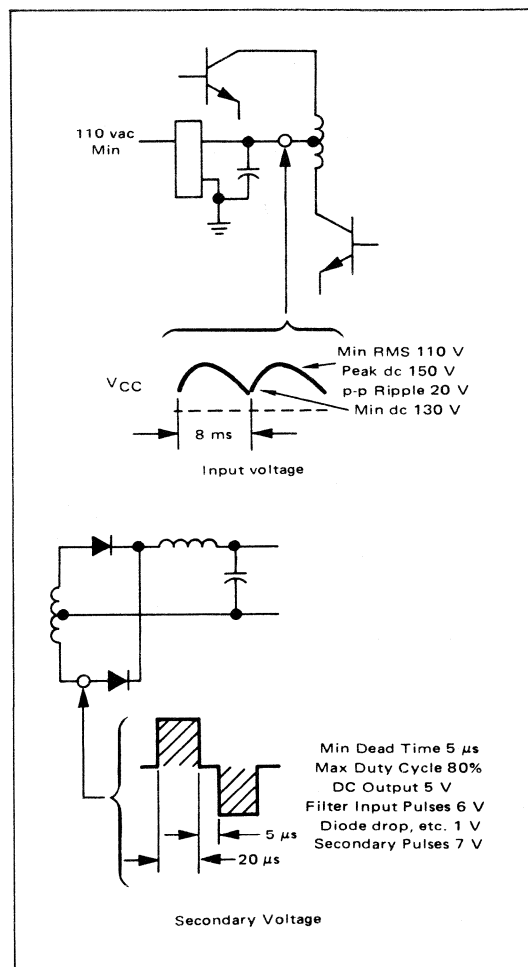 110 vac
Min
Min RMS 110 V
Peak dc 150 V
VCC
p-p Ripple 20 V
Min dc 130 V
8 ms
Input voltage
Min Dead Time 5 μs
Max Duty Cycle 80%
DC Output 5 V
Filter Input Pulses 6 V
Diode drop, etc. 1 V
Secondary Pulses 7 V
5 μs
20 μs
Secondary Voltage